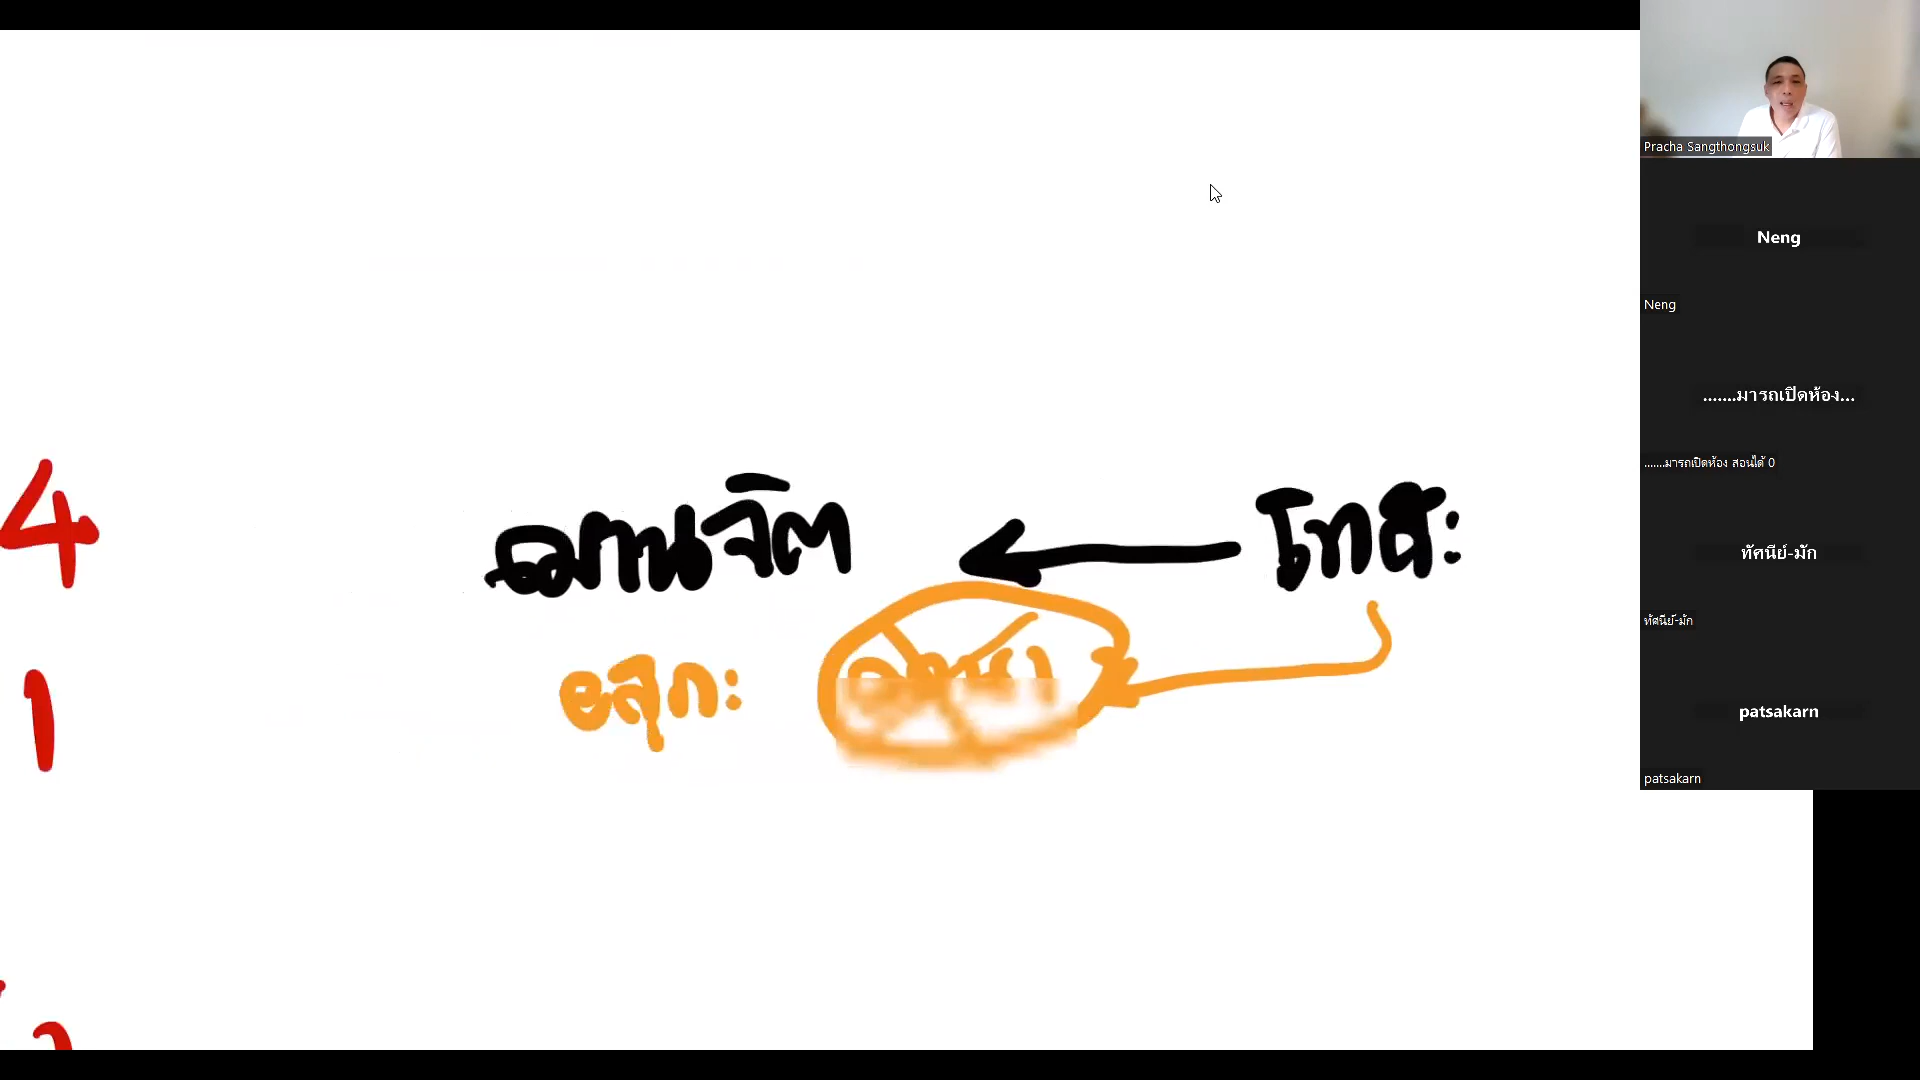 Pracha Sangthongsuk
Neng
Neng
.......มารถเปิดห้อง...
.......มารถเปิดห้อง สอนได้ 0
ทัศนีย์-มัก
ทัศนีย์-มัก
patsakarn
patsakarn
4
ฌานจิต โทสะ
อสุภะ
1